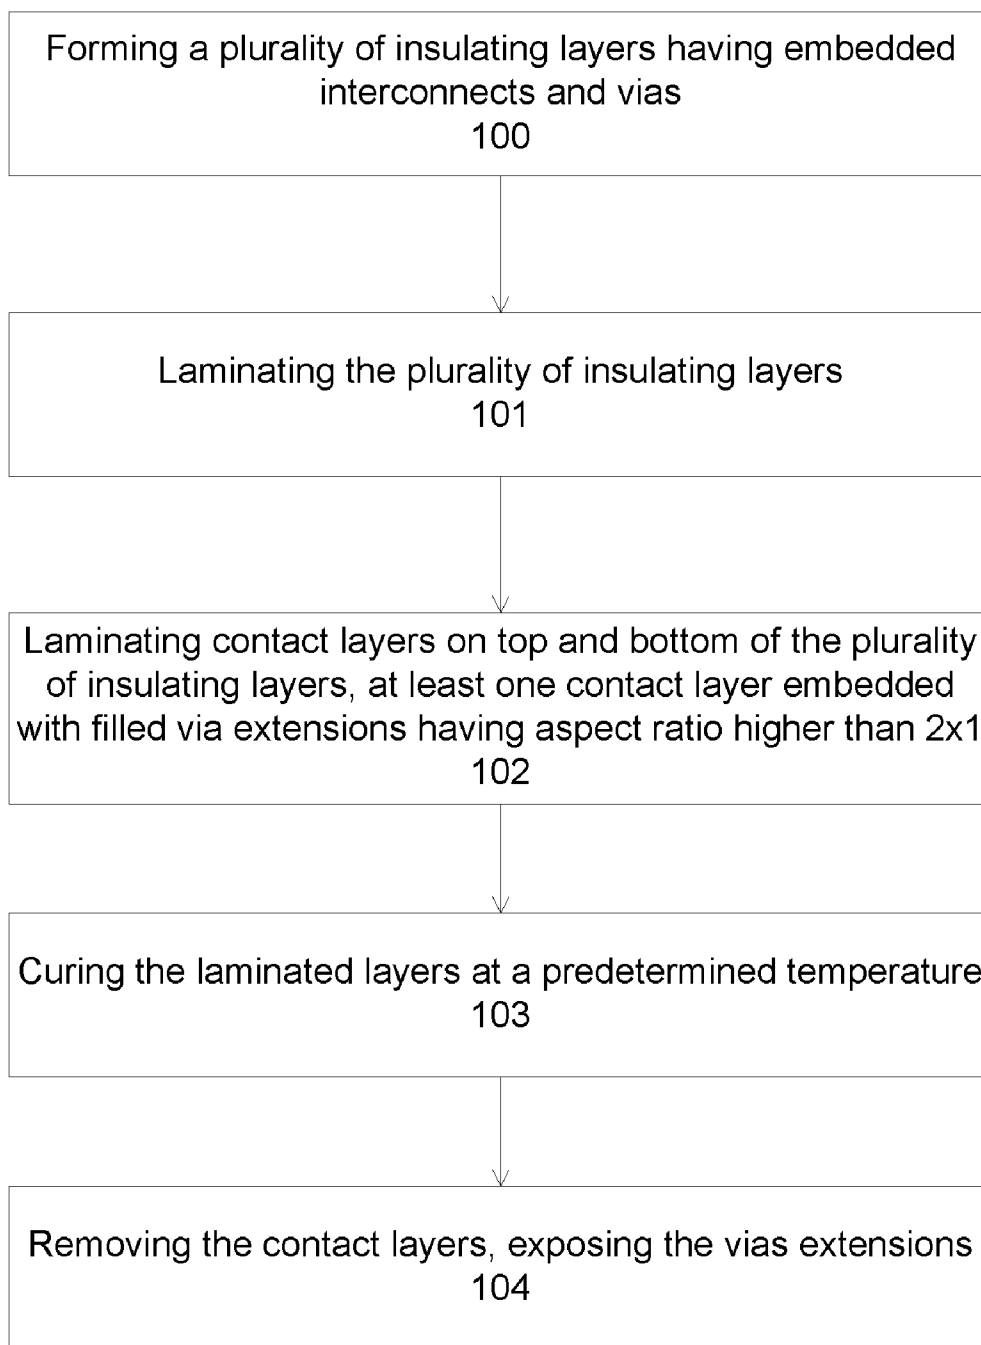 Forming a plurality of insulating layers having embedded
interconnects and vias
100
Laminating the plurality of insulating layers
101
Laminating contact layers on top and bottom of the plurality
of insulating layers, at least one contact layer embedded
with filled via extensions having aspect ratio higher than 2x1
102
Curing the laminated layers at a predetermined temperature
103
Removing the contact layers, exposing the vias extensions
104